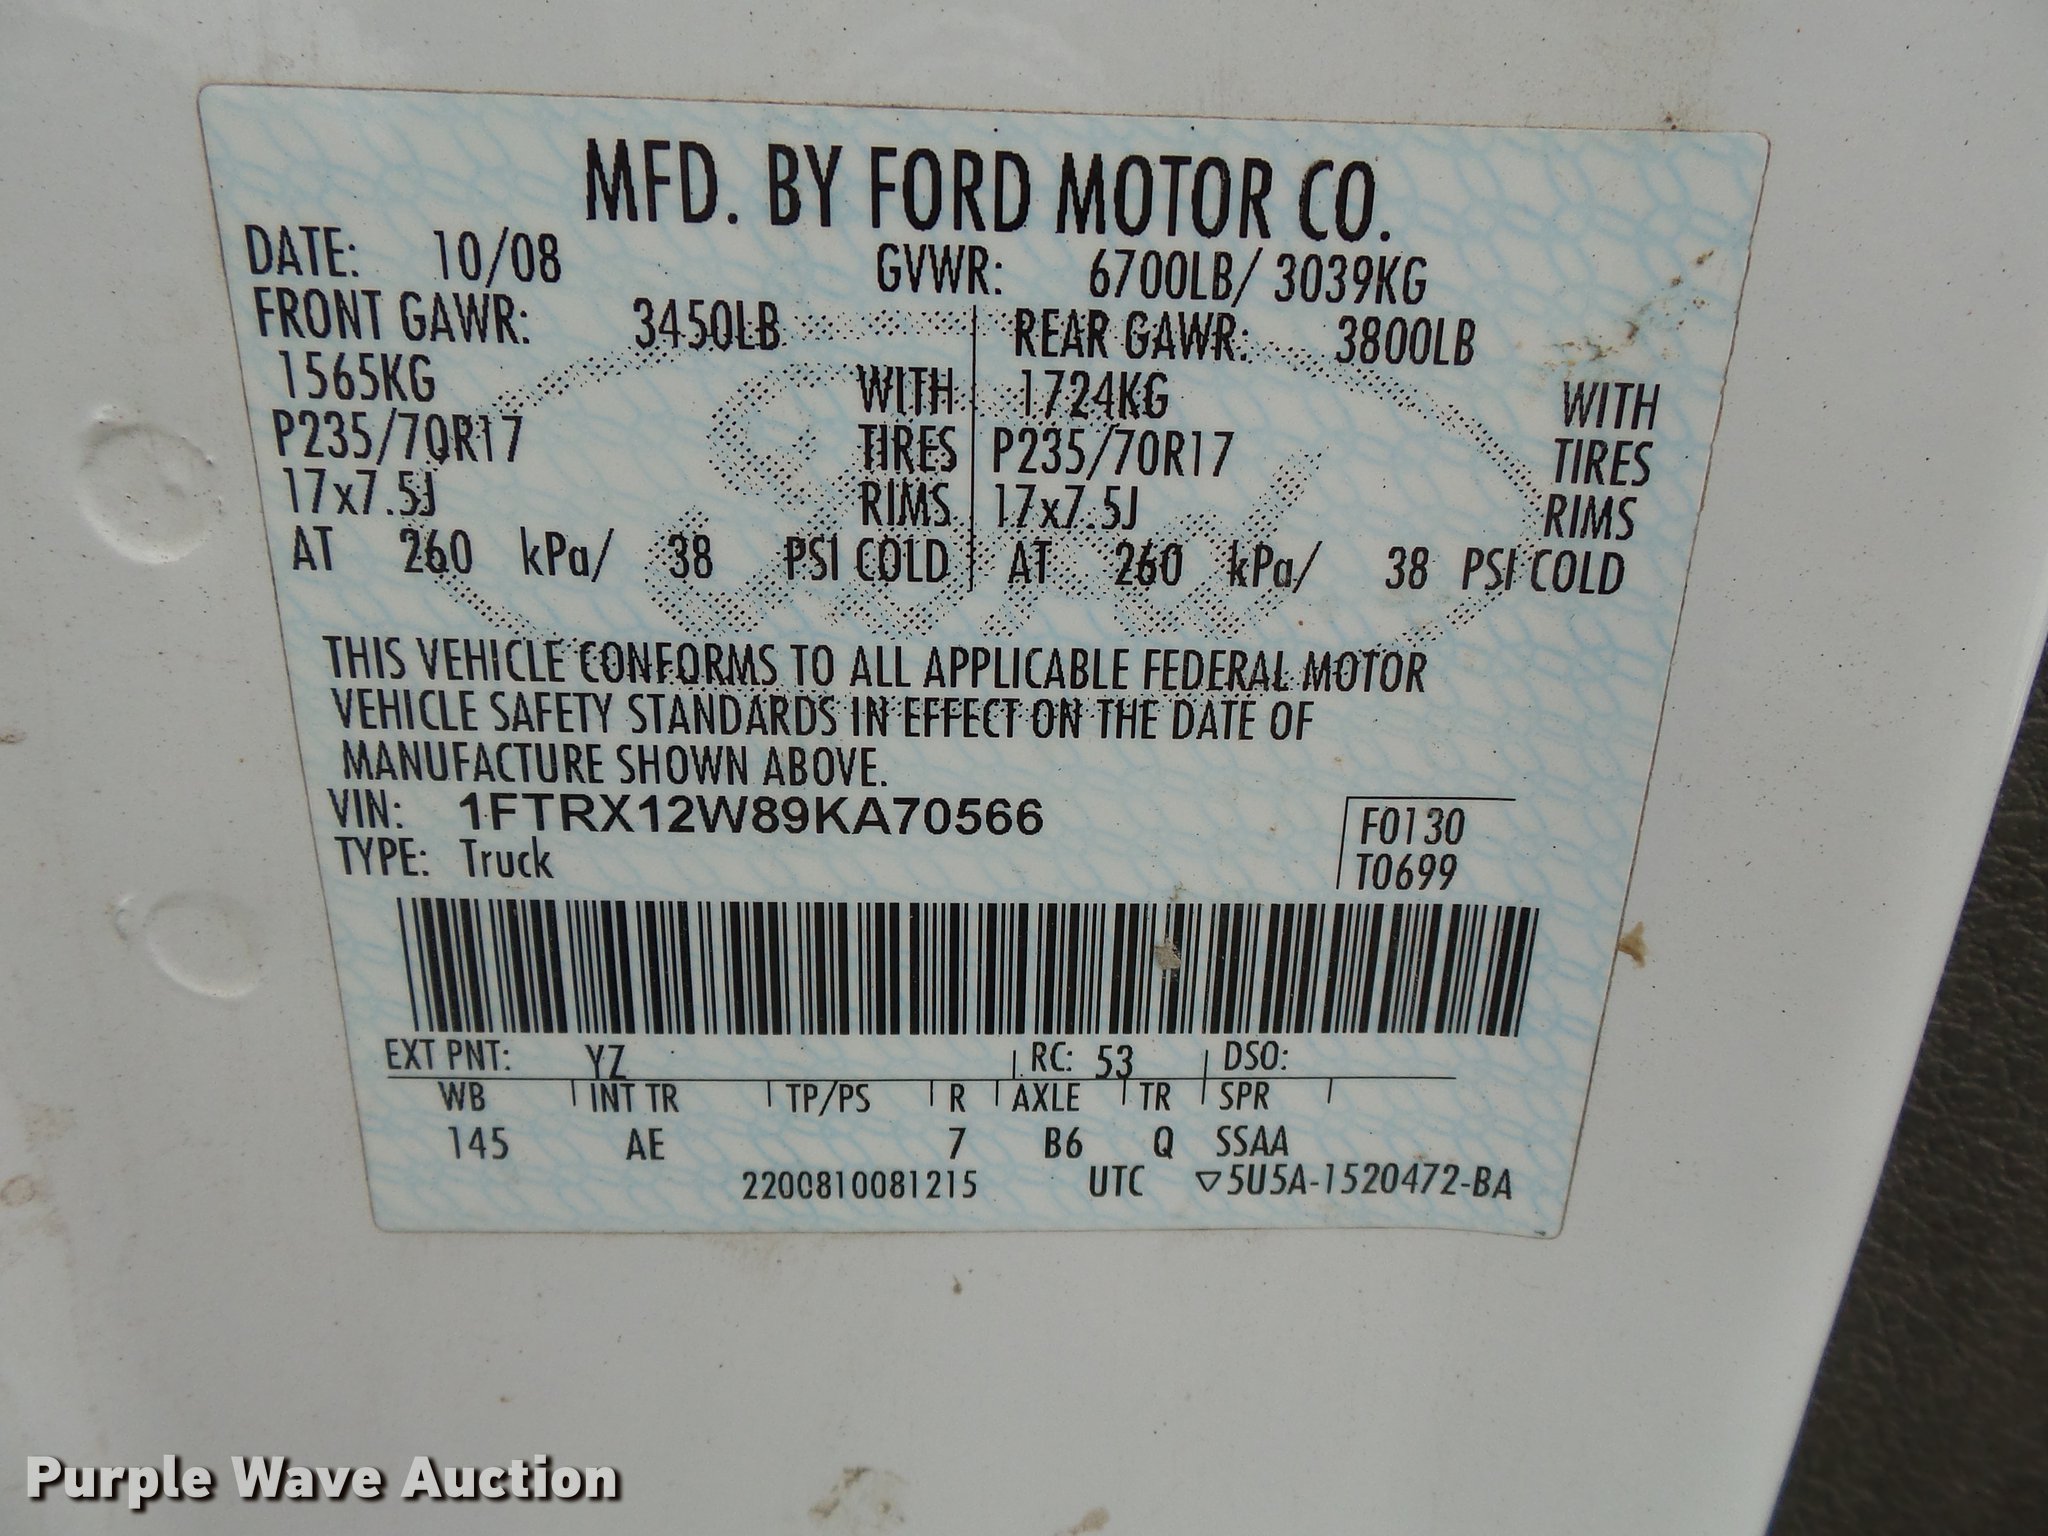 MFD. BY FORD MOTOR CO.
DATE: 10/08 GVWR: 6700LB/ 3039KG
FRONT GAWR: 3450LB REAR GAWR: 3800LB
1565KG WITH 1724KG WITH
P235/70R17 TIRES P235/70R17 TIRES
17x7.5J RIMS 17x7.5J RIMS
AT 260 kPa/ 38 PSI COLD AT 260 kPa/ 38 PSI COLD
THIS VEHICLE CONFORMS TO ALL APPLICABLE FEDERAL MOTOR
VEHICLE SAFETY STANDARDS IN EFFECT ON THE DATE OF
MANUFACTURE SHOWN ABOVE.
VIN: 1FTRX12W89KA70566 F0130
TYPE: Truck T0699
EXT PNT: YZ RC: 53 DSO:
WB INT TR TP/PS R AXLE TR SPR
145 AE 7 B6 Q SSAA
2200810081215 UTC ▽5U5A-1520472-BA
Ford
Purple Wave Auction